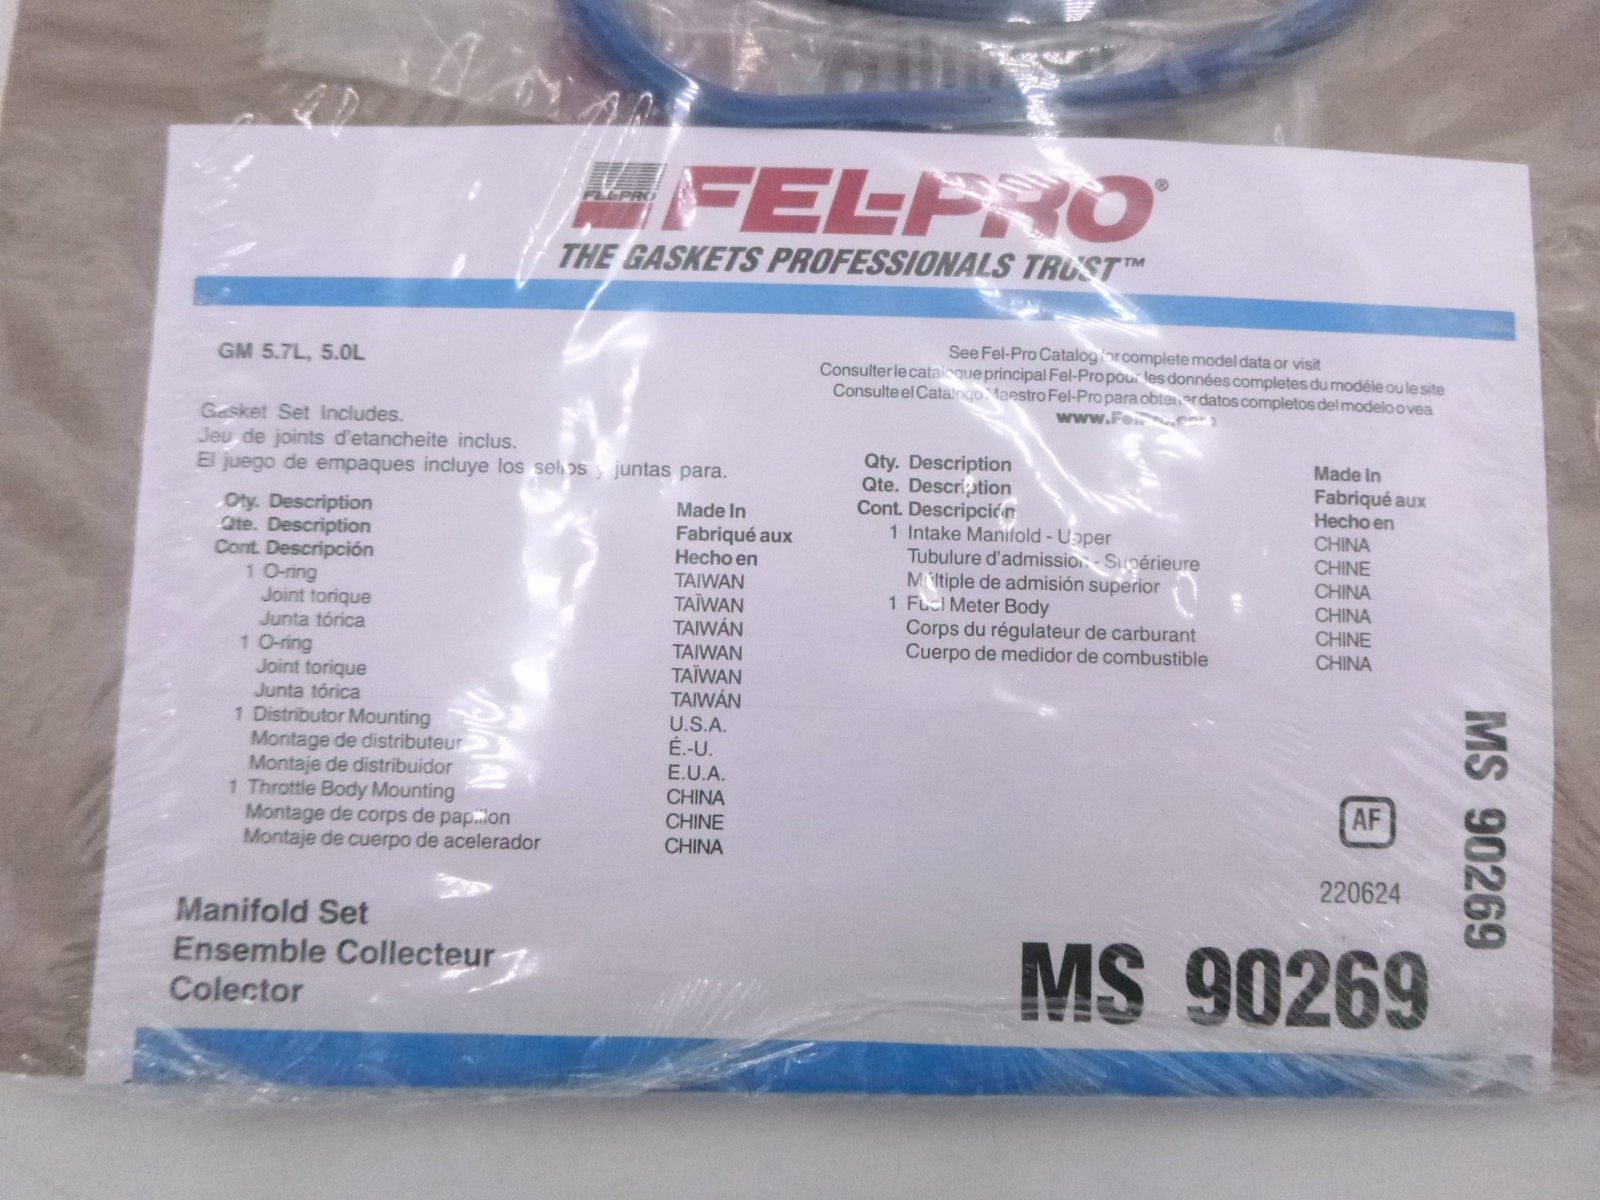 FEL-PRO
FEL-PRO®
THE GASKETS PROFESSIONALS TRUST™
GM 5.7L, 5.0L
See Fel-Pro Catalog for complete model data or visit
Consulter le catalogue principal Fel-Pro pour les données completes du modéle ou le site
Consulte el Catalogo Maestro Fel-Pro para obtener datos completos del modelo o vea
www.FelPro.com
Gasket Set Includes.
Jeu de joints d'etancheite inclus.
El juego de empaques incluye los sellos y juntas para.
Qty. Description
Qte. Description Made In
Cont. Descripción Fabriqué aux
Hecho en
1 O-ring TAIWAN
Joint torique TAÏWAN
Junta tórica TAIWÁN
1 O-ring TAIWAN
Joint torique TAÏWAN
Junta tórica TAIWÁN
1 Distributor Mounting U.S.A.
Montage de distributeur É.-U.
Montaje de distribuidor E.U.A.
1 Throttle Body Mounting CHINA
Montage de corps de papillon CHINE
Montaje de cuerpo de acelerador CHINA
Qty. Description Made In
Qte. Description Fabriqué aux
Cont. Descripción Hecho en
1 Intake Manifold - Upper CHINA
Tubulure d'admission - Supérieure CHINE
Múltiple de admisión superior CHINA
1 Fuel Meter Body CHINA
Corps du régulateur de carburant CHINE
Cuerpo de medidor de combustible CHINA
AF
220624
MS 90269
Manifold Set
Ensemble Collecteur
Colector
MS 90269